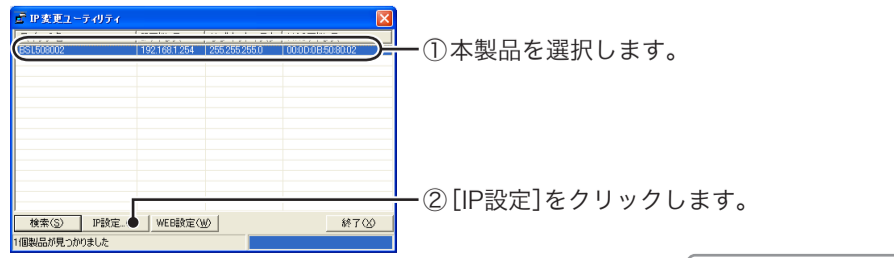 IP変更ユーティリティ
BSL508002 192.168.1.254 255.255.255.0 00:0D:0B:50:80:02
①本製品を選択します。
②[IP設定]をクリックします。
検索(S) IP設定... WEB設定(W) 終了(X)
1個製品が見つかりました